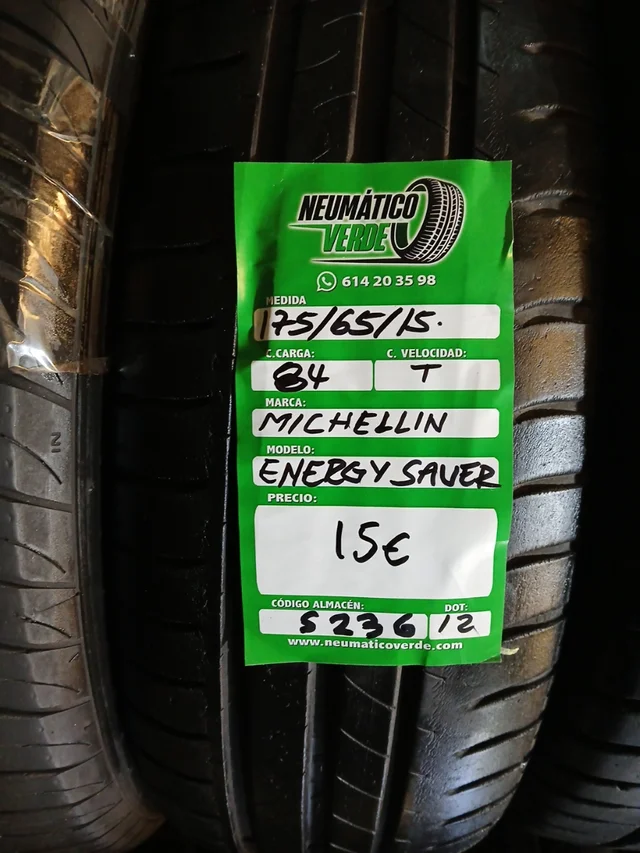 NEUMÁTICO
VERDE
614 20 35 98
MEDIDA
175/65/15.
C.CARGA: C. VELOCIDAD:
84 T
MARCA:
MICHELLIN
MODELO:
ENERGY SAVER
PRECIO:
15€
CÓDIGO ALMACÉN: DOT:
S236 12
www.neumaticoverde.com